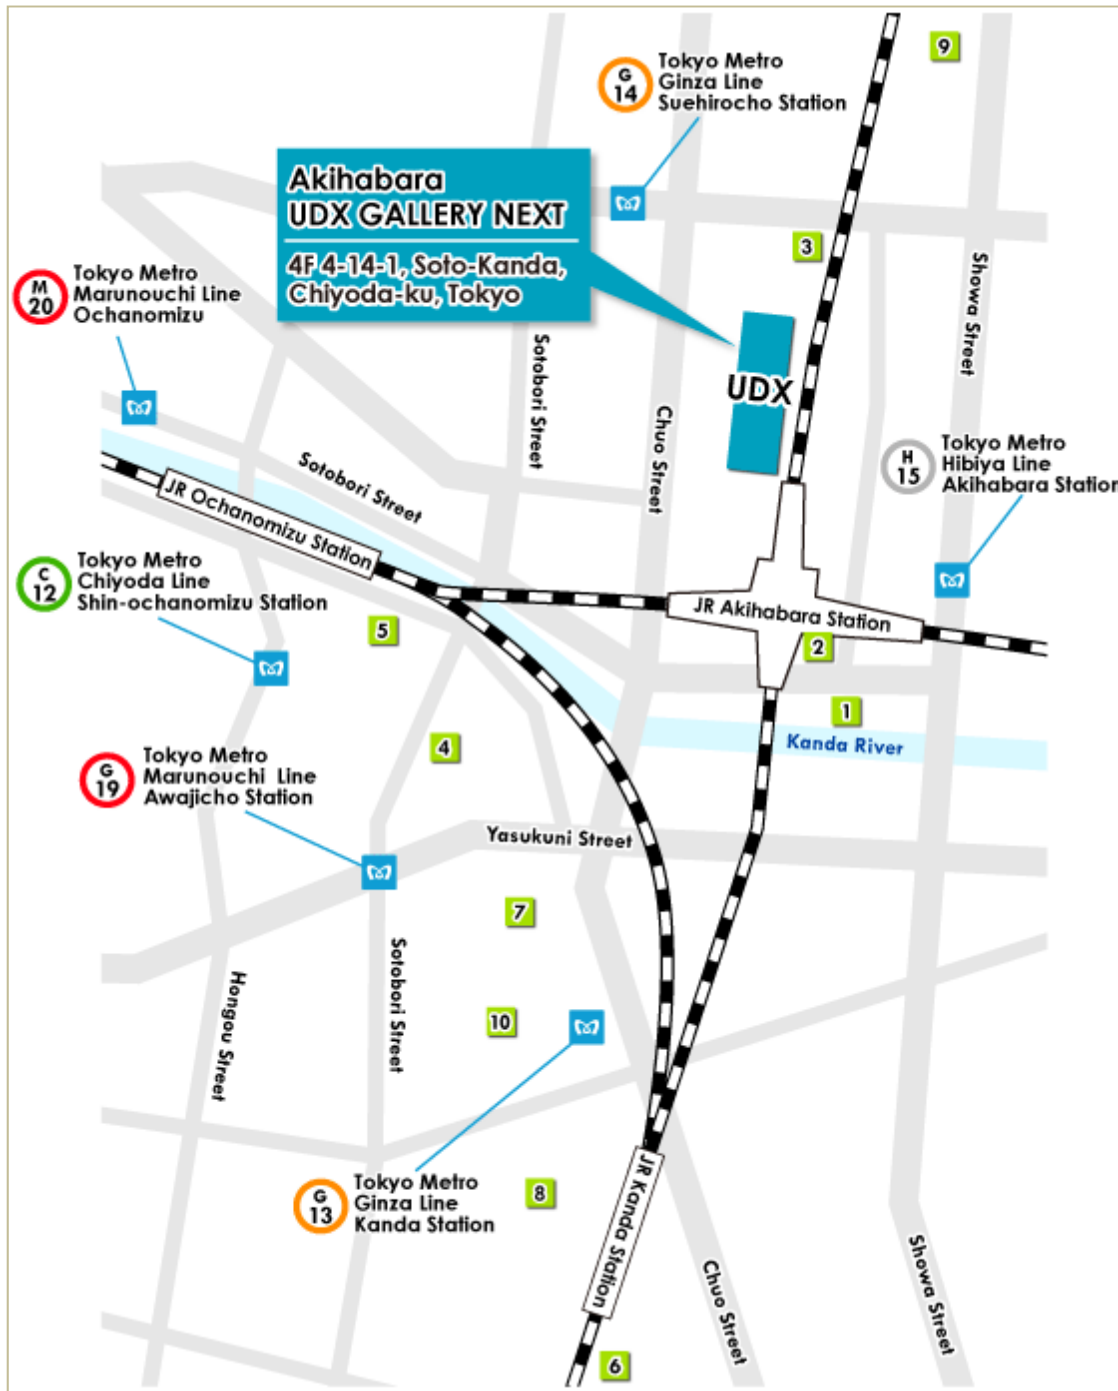 9
G
14
Tokyo Metro
Ginza Line
Suehirocho Station
Akihabara
UDX GALLERY NEXT
4F 4-14-1, Soto-Kanda,
Chiyoda-ku, Tokyo
3
M
20
Tokyo Metro
Marunouchi Line
Ochanomizu
Showa Street
Sotobori Street
UDX
Chuo Street
Sotobori Street
H
15
Tokyo Metro
Hibiya Line
Akihabara Station
JR Ochanomizu Station
C
12
Tokyo Metro
Chiyoda Line
Shin-ochanomizu Station
JR Akihabara Station
5
2
1
Kanda River
4
G
19
Tokyo Metro
Marunouchi Line
Awajicho Station
Yasukuni Street
7
Hongou Street
Sotobori Street
10
G
13
Tokyo Metro
Ginza Line
Kanda Station
8
JR Kanda Station
Chuo Street
Showa Street
6